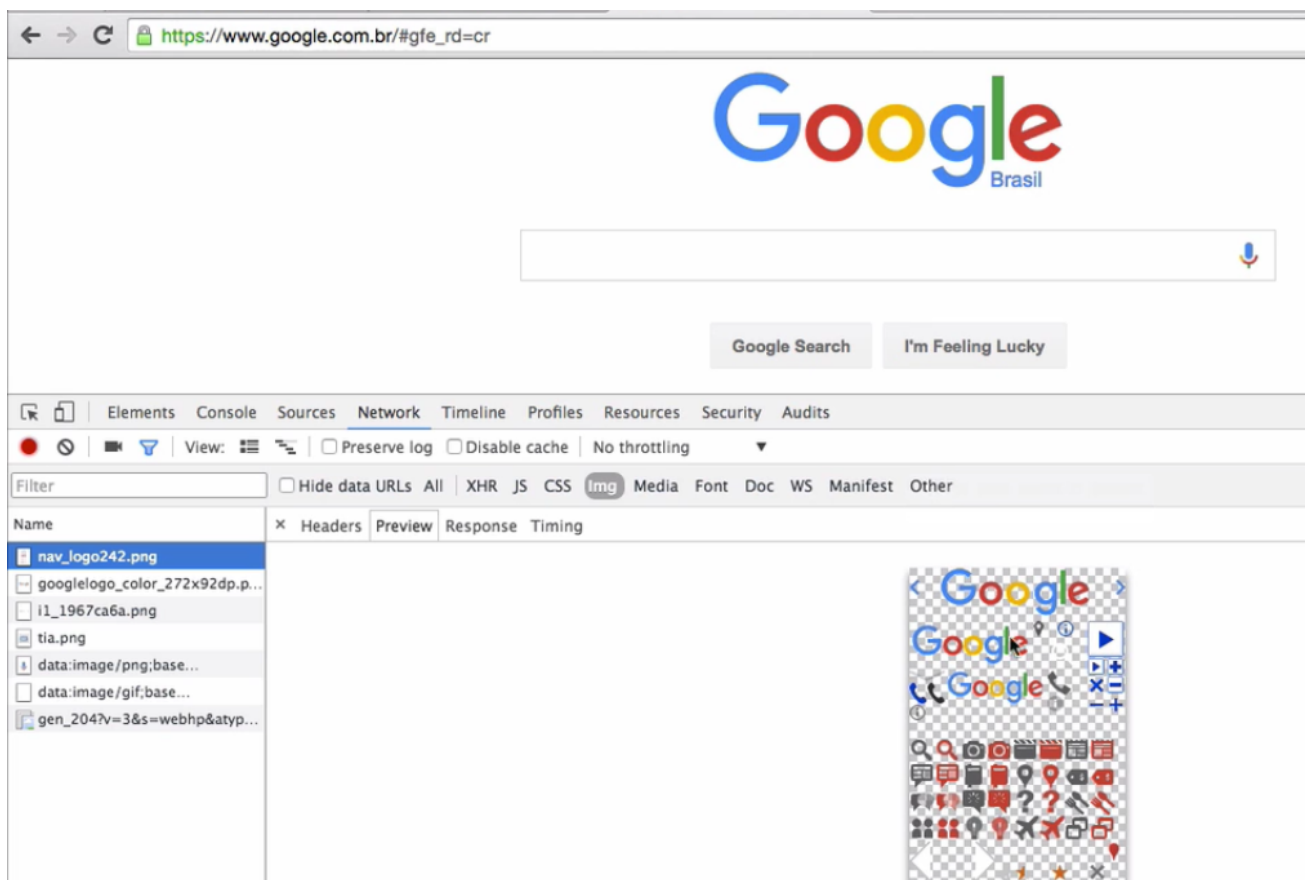 https://www.google.com.br/#gfe_rd=cr
Google
Brasil
Google Search I'm Feeling Lucky
Elements Console Sources Network Timeline Profiles Resources Security Audits
View: Preserve log Disable cache No throttling
Filter Hide data URLs All XHR JS CSS Img Media Font Doc WS Manifest Other
Name × Headers Preview Response Timing
nav_logo242.png
googlelogo_color_272x92dp.p...
i1_1967ca6a.png
tia.png
data:image/png;base...
data:image/gif;base...
gen_204?v=3&s=webhp&atyp...
Google
Google
Google